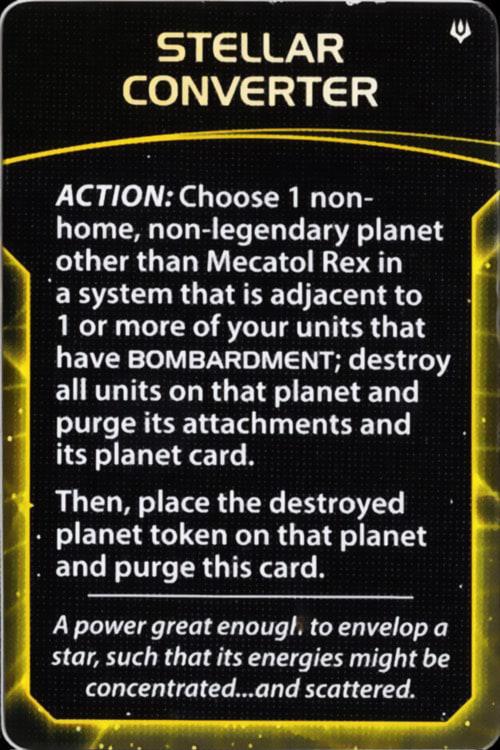 STELLAR
CONVERTER
ACTION: Choose 1 non-
home, non-legendary planet
other than Mecatol Rex in
a system that is adjacent to
1 or more of your units that
have BOMBARDMENT; destroy
all units on that planet and
purge its attachments and
its planet card.
Then, place the destroyed
planet token on that planet
and purge this card.
A power great enough to envelop a
star, such that its energies might be
concentrated...and scattered.